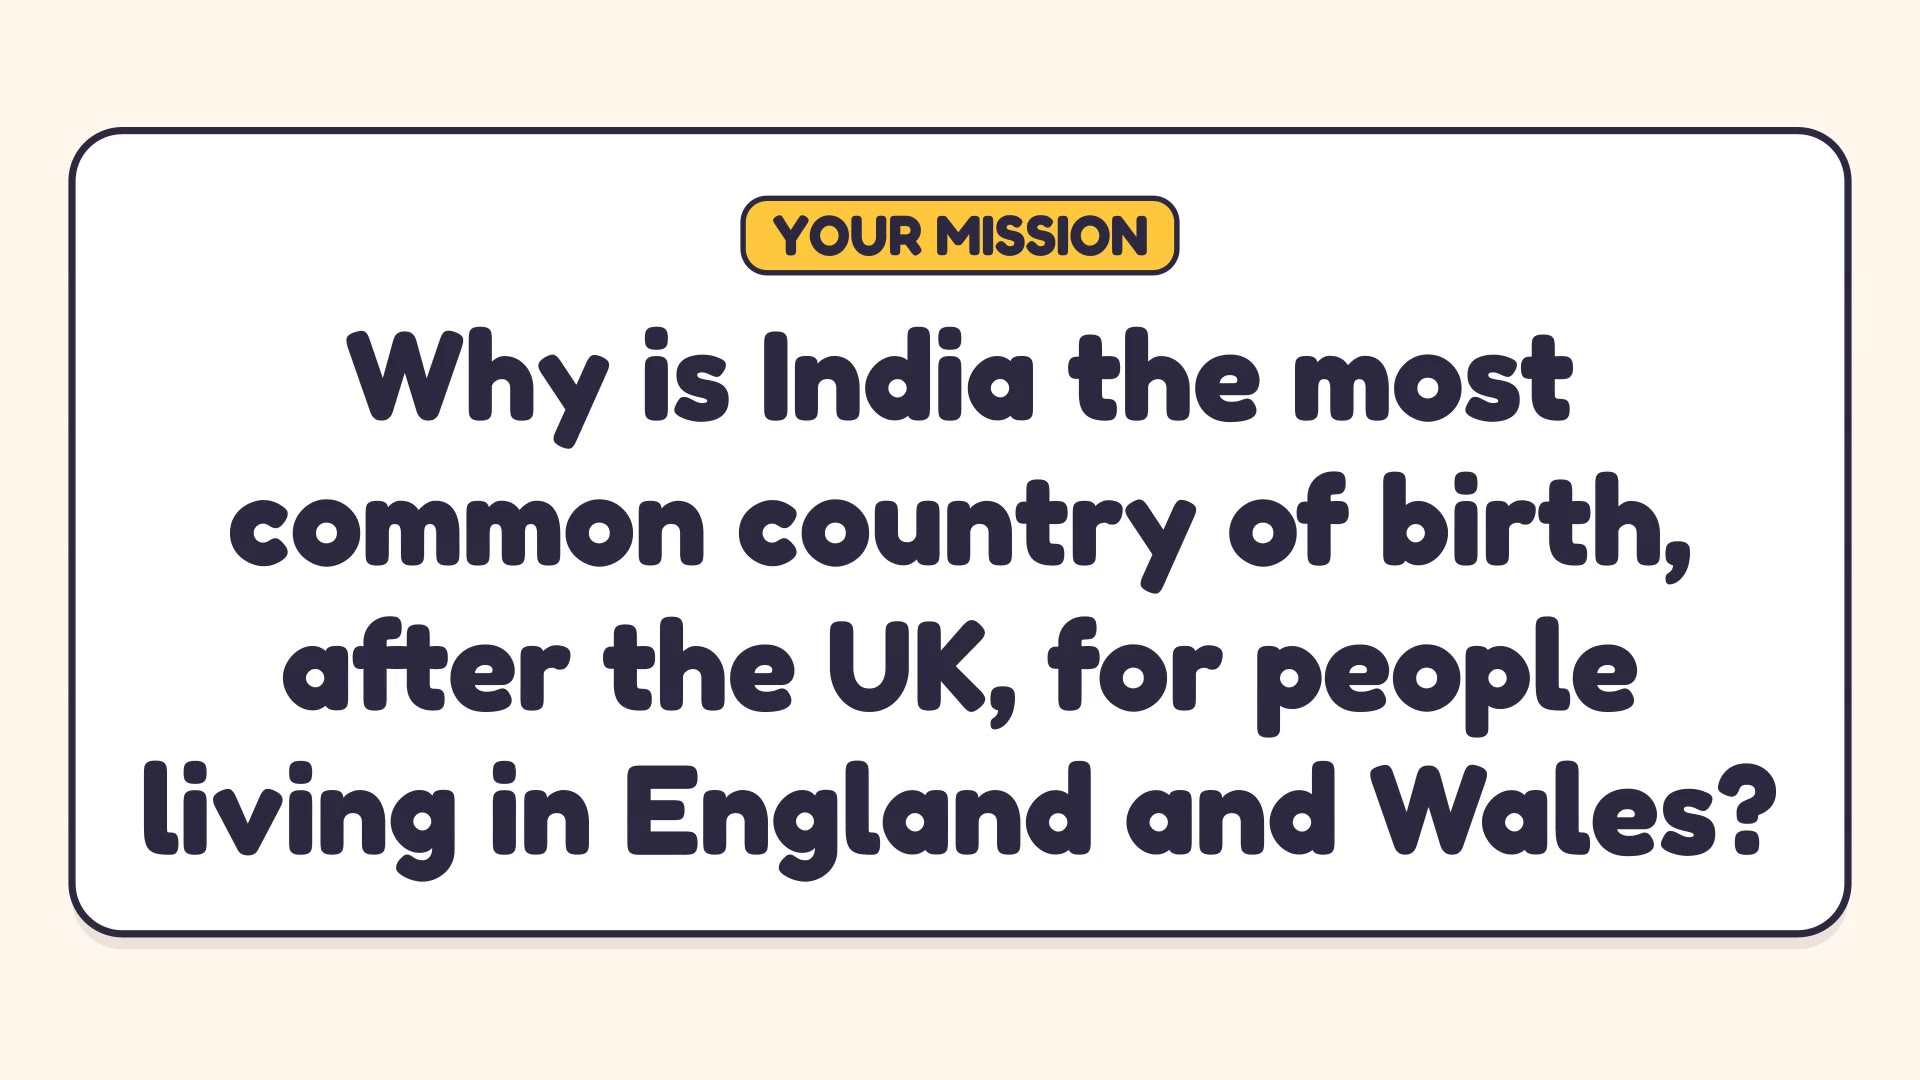 YOUR MISSION
Why is India the most
common country of birth,
after the UK, for people
living in England and Wales?